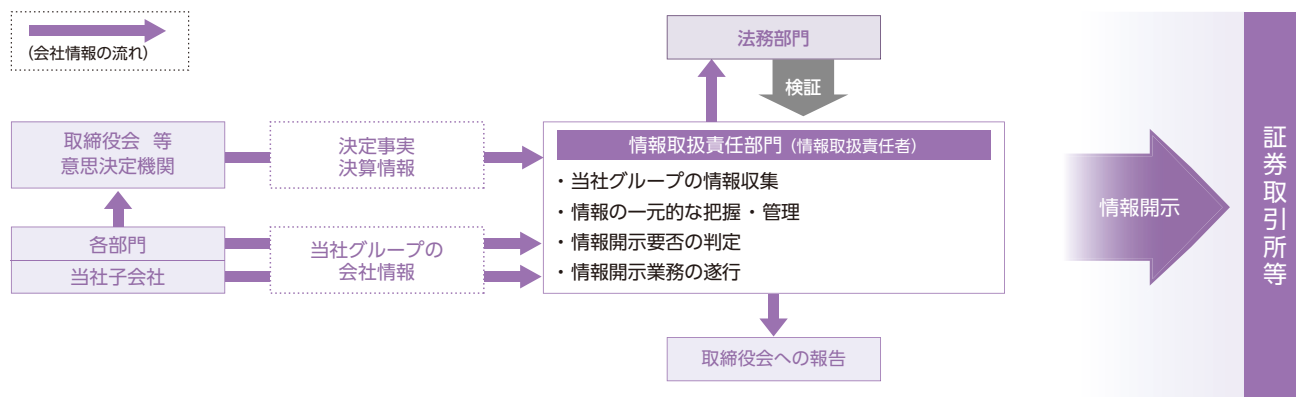 (会社情報の流れ)
法務部門
検証
取締役会 等
意思決定機関
決定事実
決算情報
情報取扱責任部門(情報取扱責任者)
・当社グループの情報収集
・情報の一元的な把握・管理
・情報開示要否の判定
・情報開示業務の遂行
各部門
当社子会社
当社グループの
会社情報
取締役会への報告
情報開示
証券取引所等